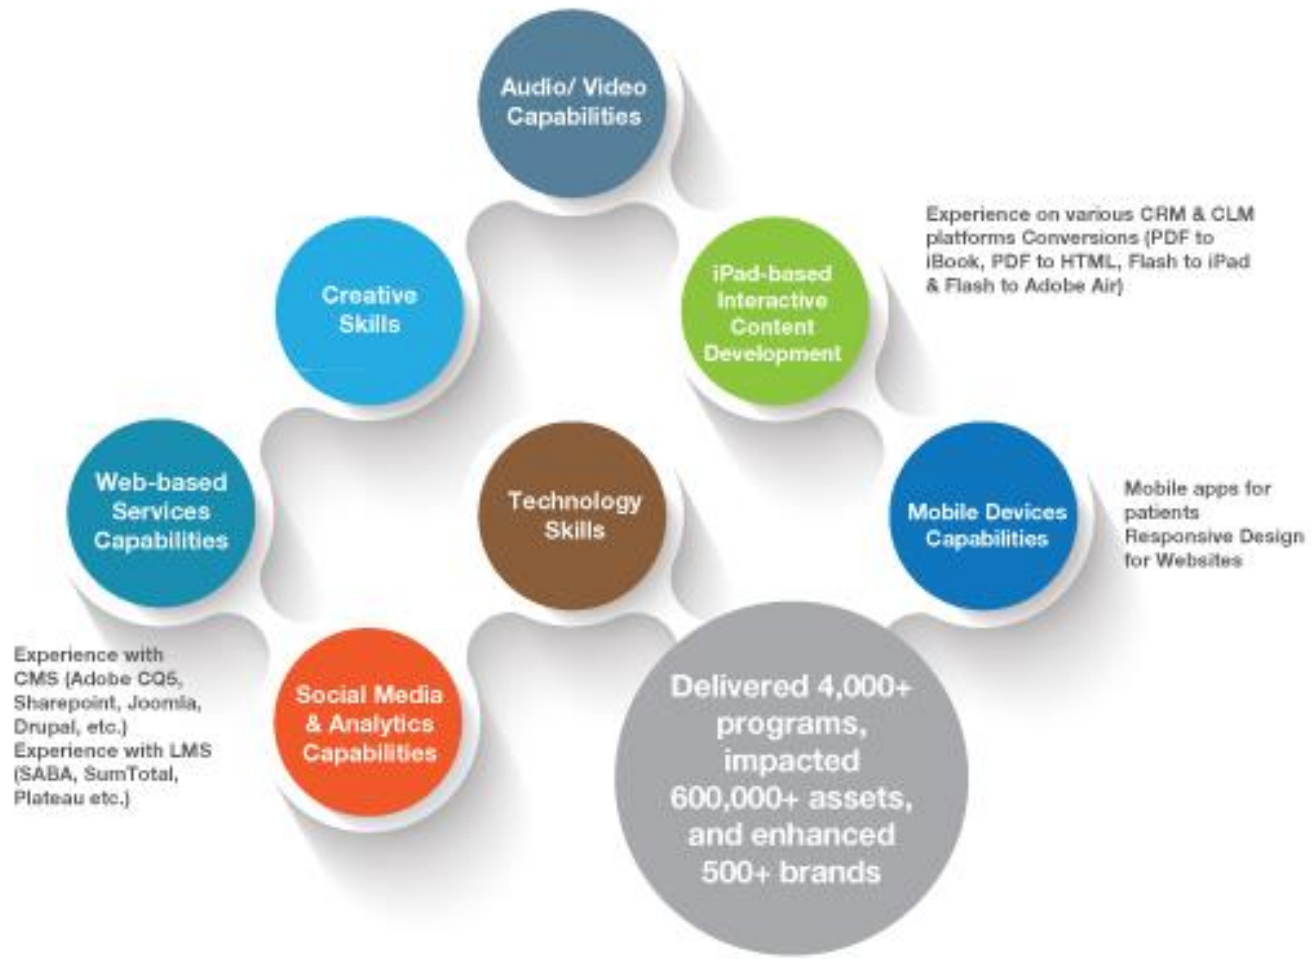 Audio/ Video
Capabilities
Experience on various CRM & CLM
platforms Conversions (PDF to
iBook, PDF to HTML, Flash to iPad
& Flash to Adobe Air)
Creative
Skills
iPad-based
Interactive
Content
Development
Web-based
Services
Capabilities
Technology
Skills
Mobile Devices
Capabilities
Mobile apps for
patients
Responsive Design
for Websites
Experience with
CMS (Adobe CQ5,
Sharepoint, Joomla,
Drupal, etc.)
Experience with LMS
(SABA, SumTotal,
Plateau etc.)
Social Media
& Analytics
Capabilities
Delivered 4,000+
programs,
impacted
600,000+ assets,
and enhanced
500+ brands